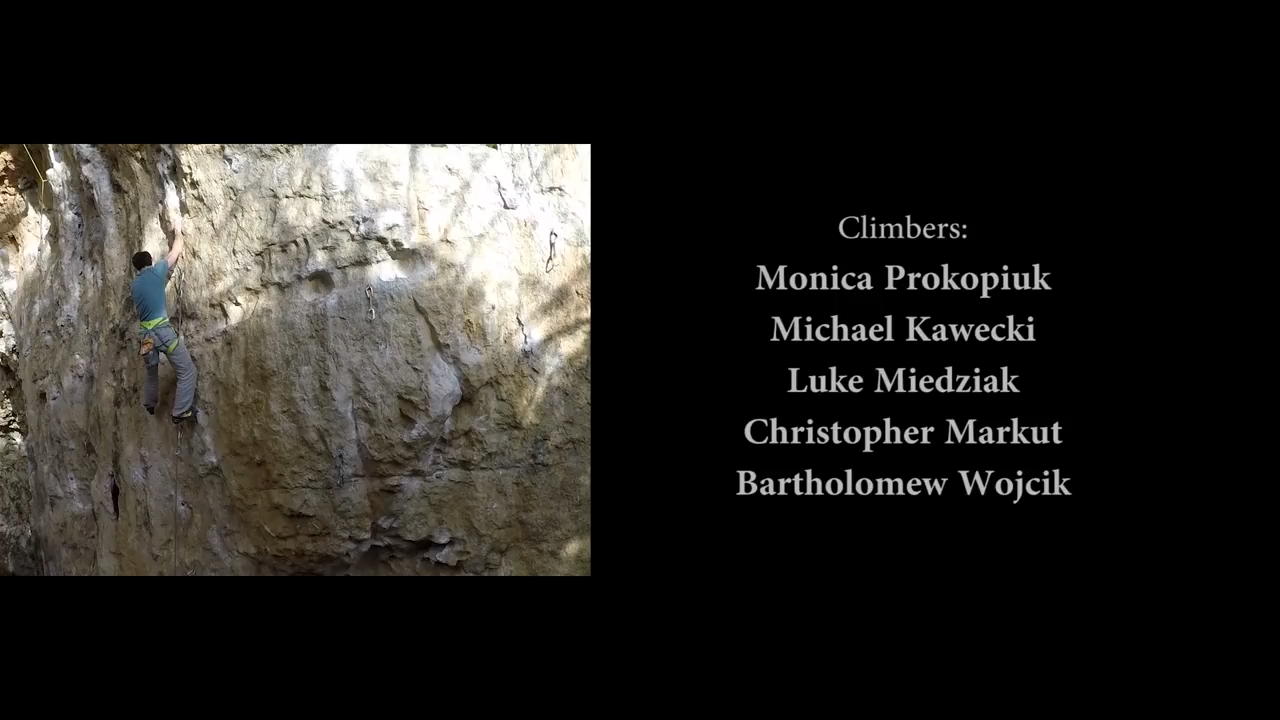 Climbers:
Monica Prokopiuk
Michael Kawecki
Luke Miedziak
Christopher Markut
Bartholomew Wojcik